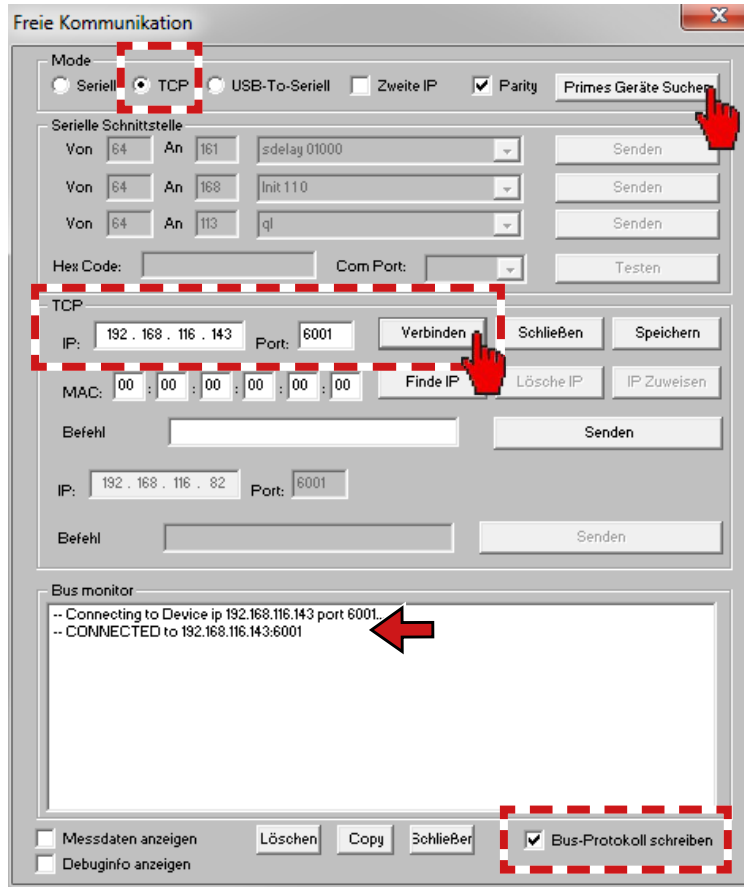 Freie Kommunikation
X
Mode
Seriell TCP USB-To-Seriell Zweite IP Parity Primes Geräte Suchen
Serielle Schnittstelle
Von 64 An 161 sdelay 01000 Senden
Von 64 An 168 Init 110 Senden
Von 64 An 113 ql Senden
Hex Code: Com Port: Testen
TCP
IP: 192 . 168 . 116 . 143 Port: 6001 Verbinden Schließen Speichern
MAC: 00 : 00 : 00 : 00 : 00 : 00 Finde IP Lösche IP IP Zuweisen
Befehl Senden
IP: 192 . 168 . 116 . 82 Port: 6001
Befehl Senden
Bus monitor
-- Connecting to Device ip 192.168.116.143 port 6001..
-- CONNECTED to 192.168.116.143:6001
Messdaten anzeigen Löschen Copy Schließer Bus-Protokoll schreiben
Debuginfo anzeigen